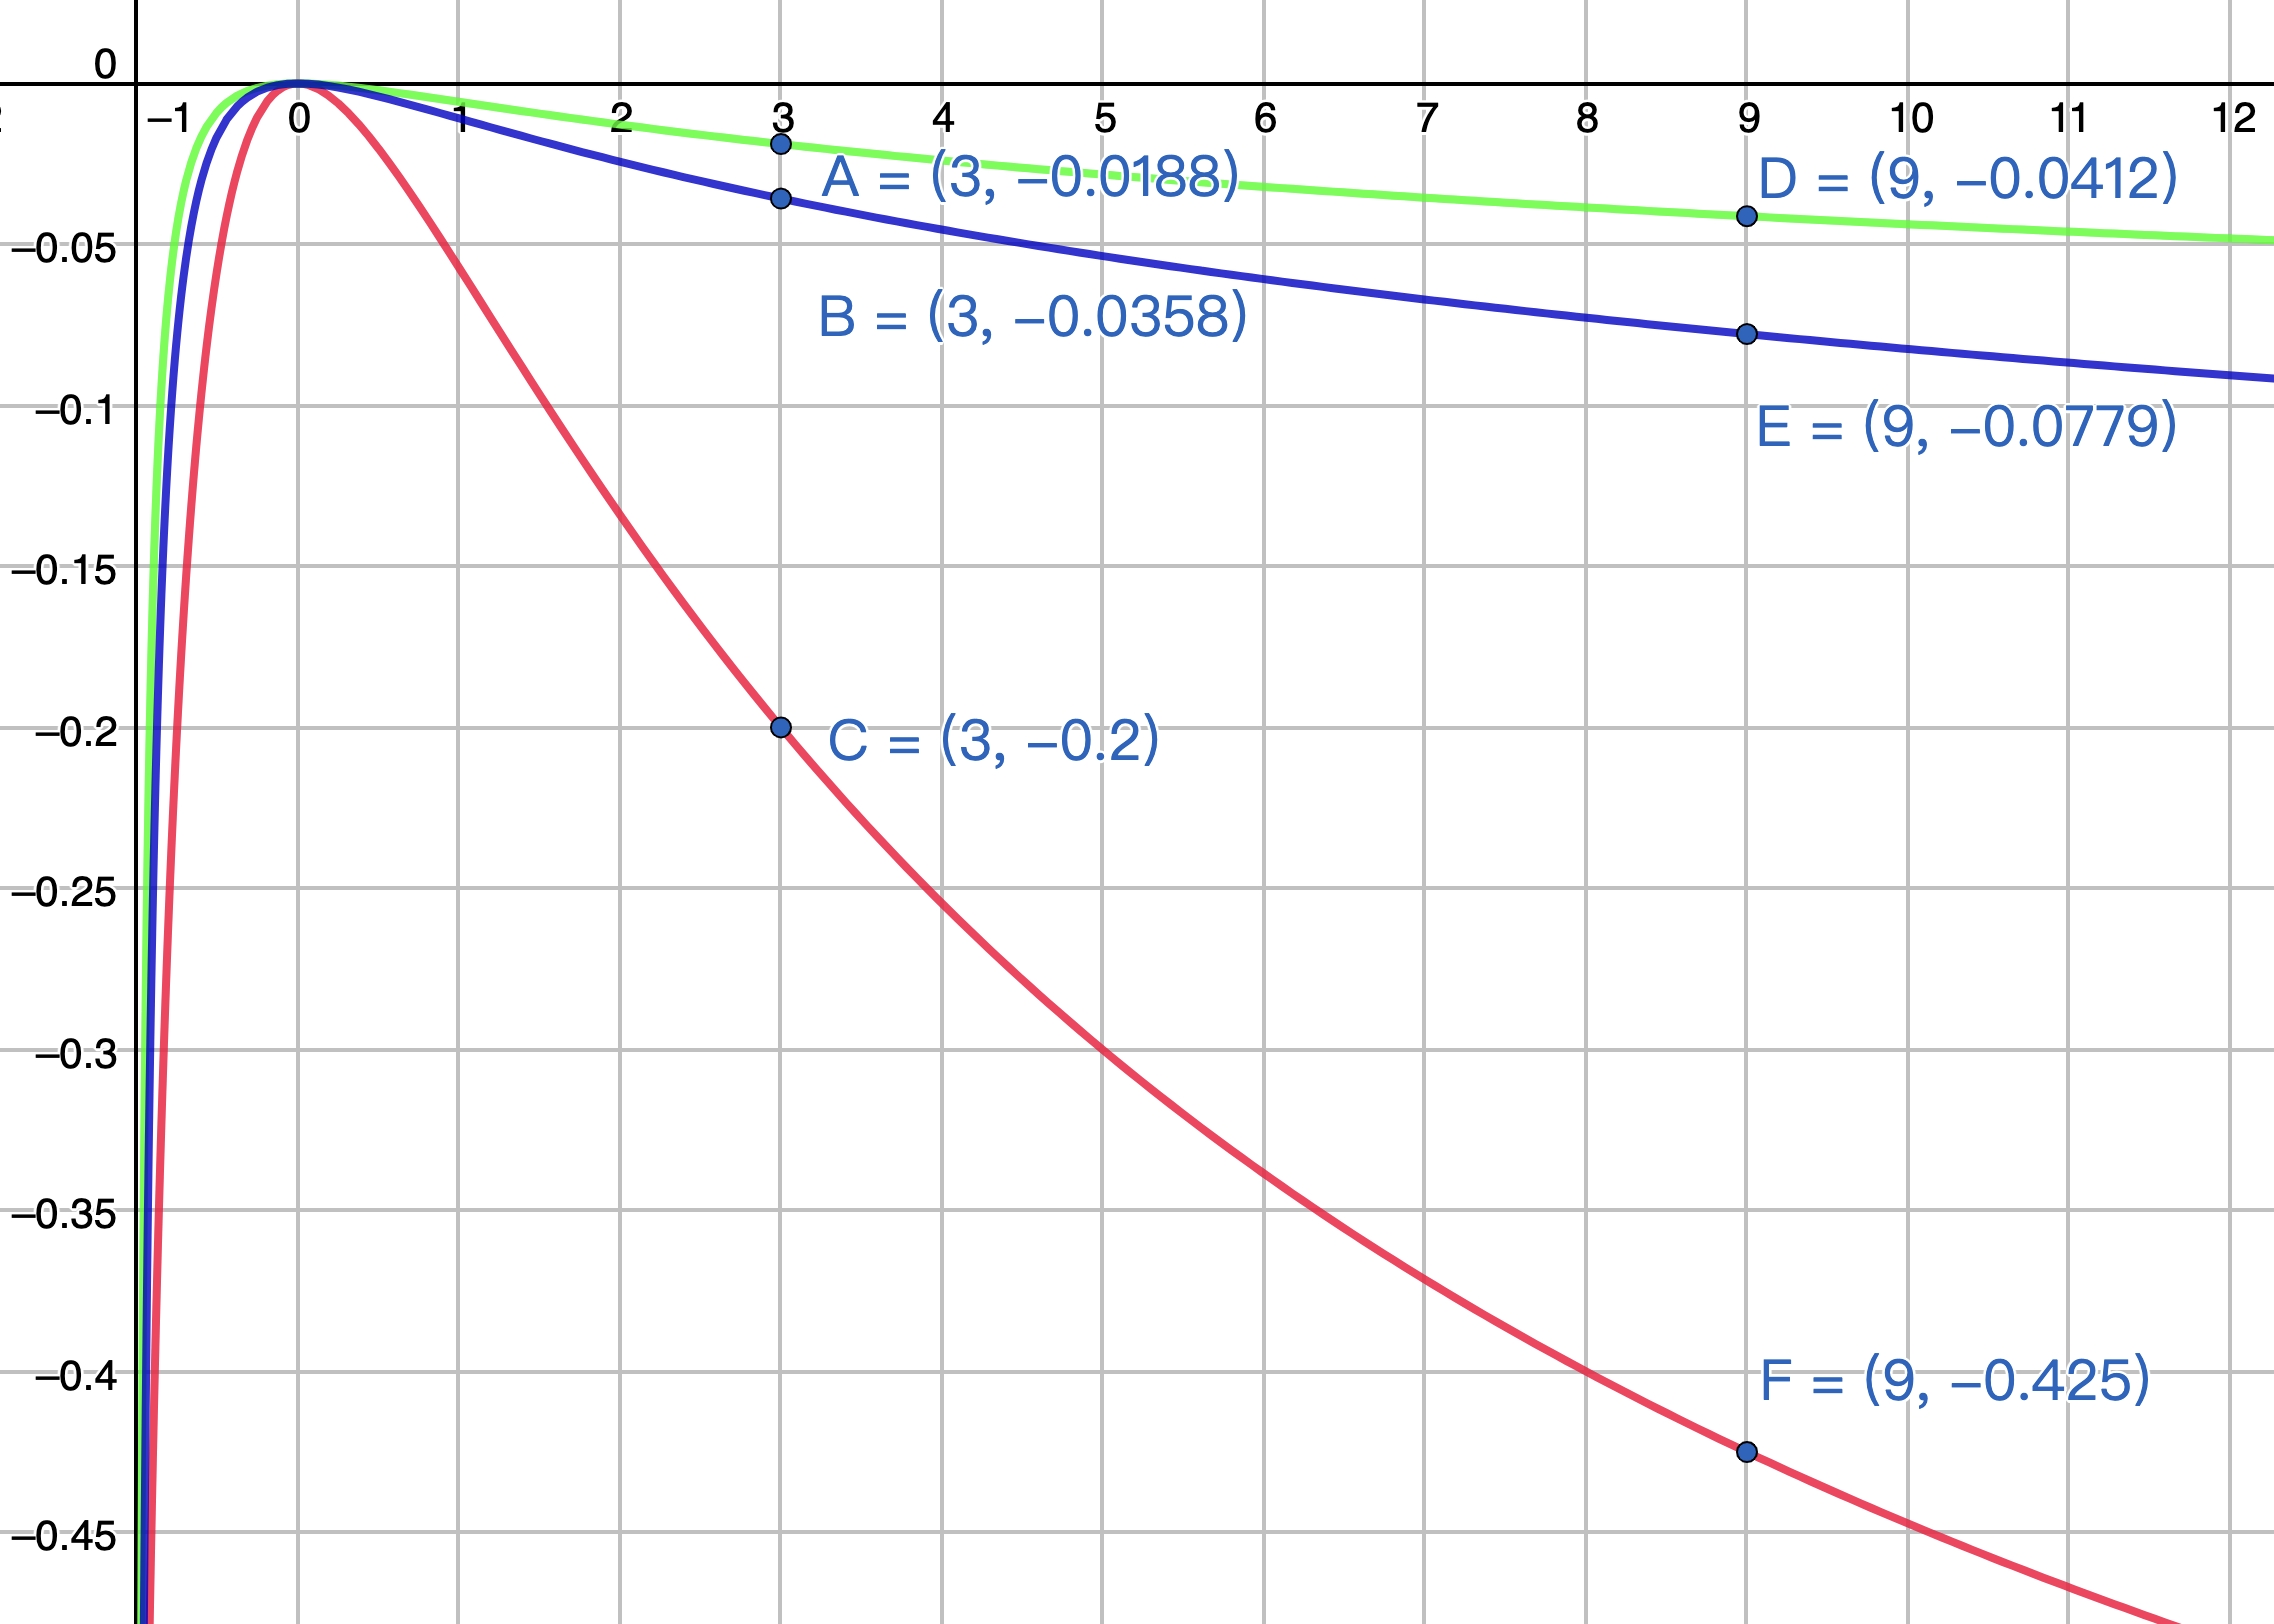 0
−1 0 1 2 3 4 5 6 7 8 9 10 11 12
A = (3, −0.0188)
D = (9, −0.0412)
−0.05
B = (3, −0.0358)
−0.1
E = (9, −0.0779)
−0.15
−0.2
C = (3, −0.2)
−0.25
−0.3
−0.35
−0.4
F = (9, −0.425)
−0.45